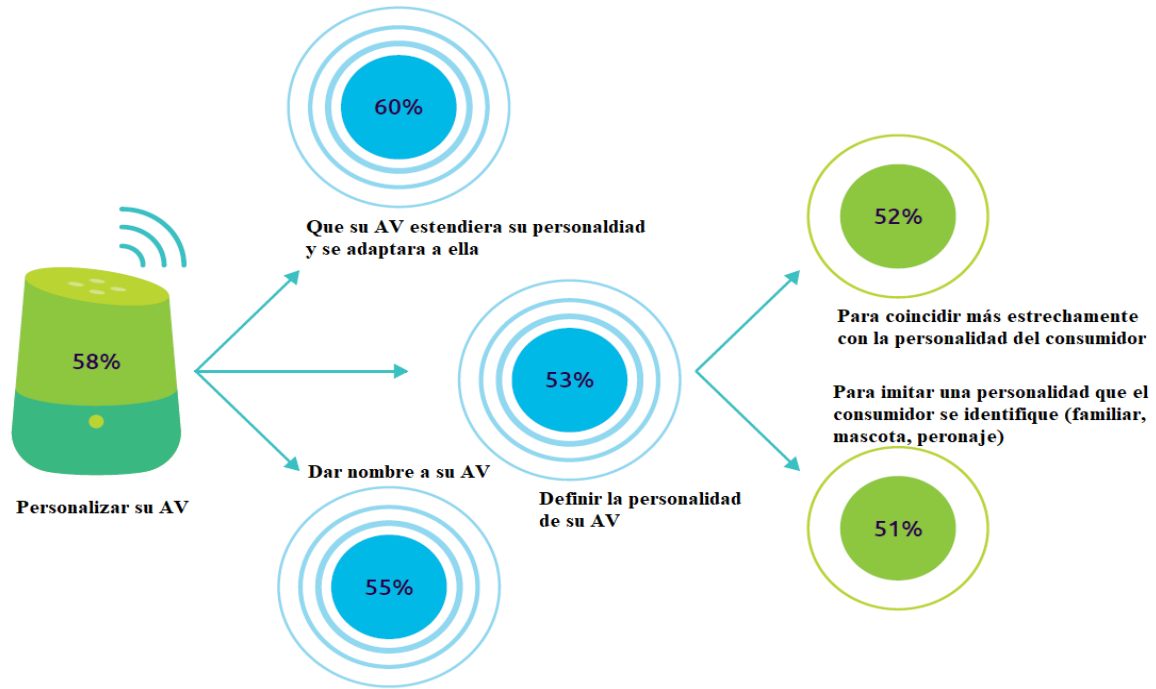 60%
Que su AV estendiera su personaldiad
y se adaptara a ella
58%
Personalizar su AV
53%
Definir la personalidad
de su AV
Dar nombre a su AV
55%
52%
Para coincidir más estrechamente
con la personalidad del consumidor
Para imitar una personalidad que el
consumidor se identifique (familiar,
mascota, peronaje)
51%